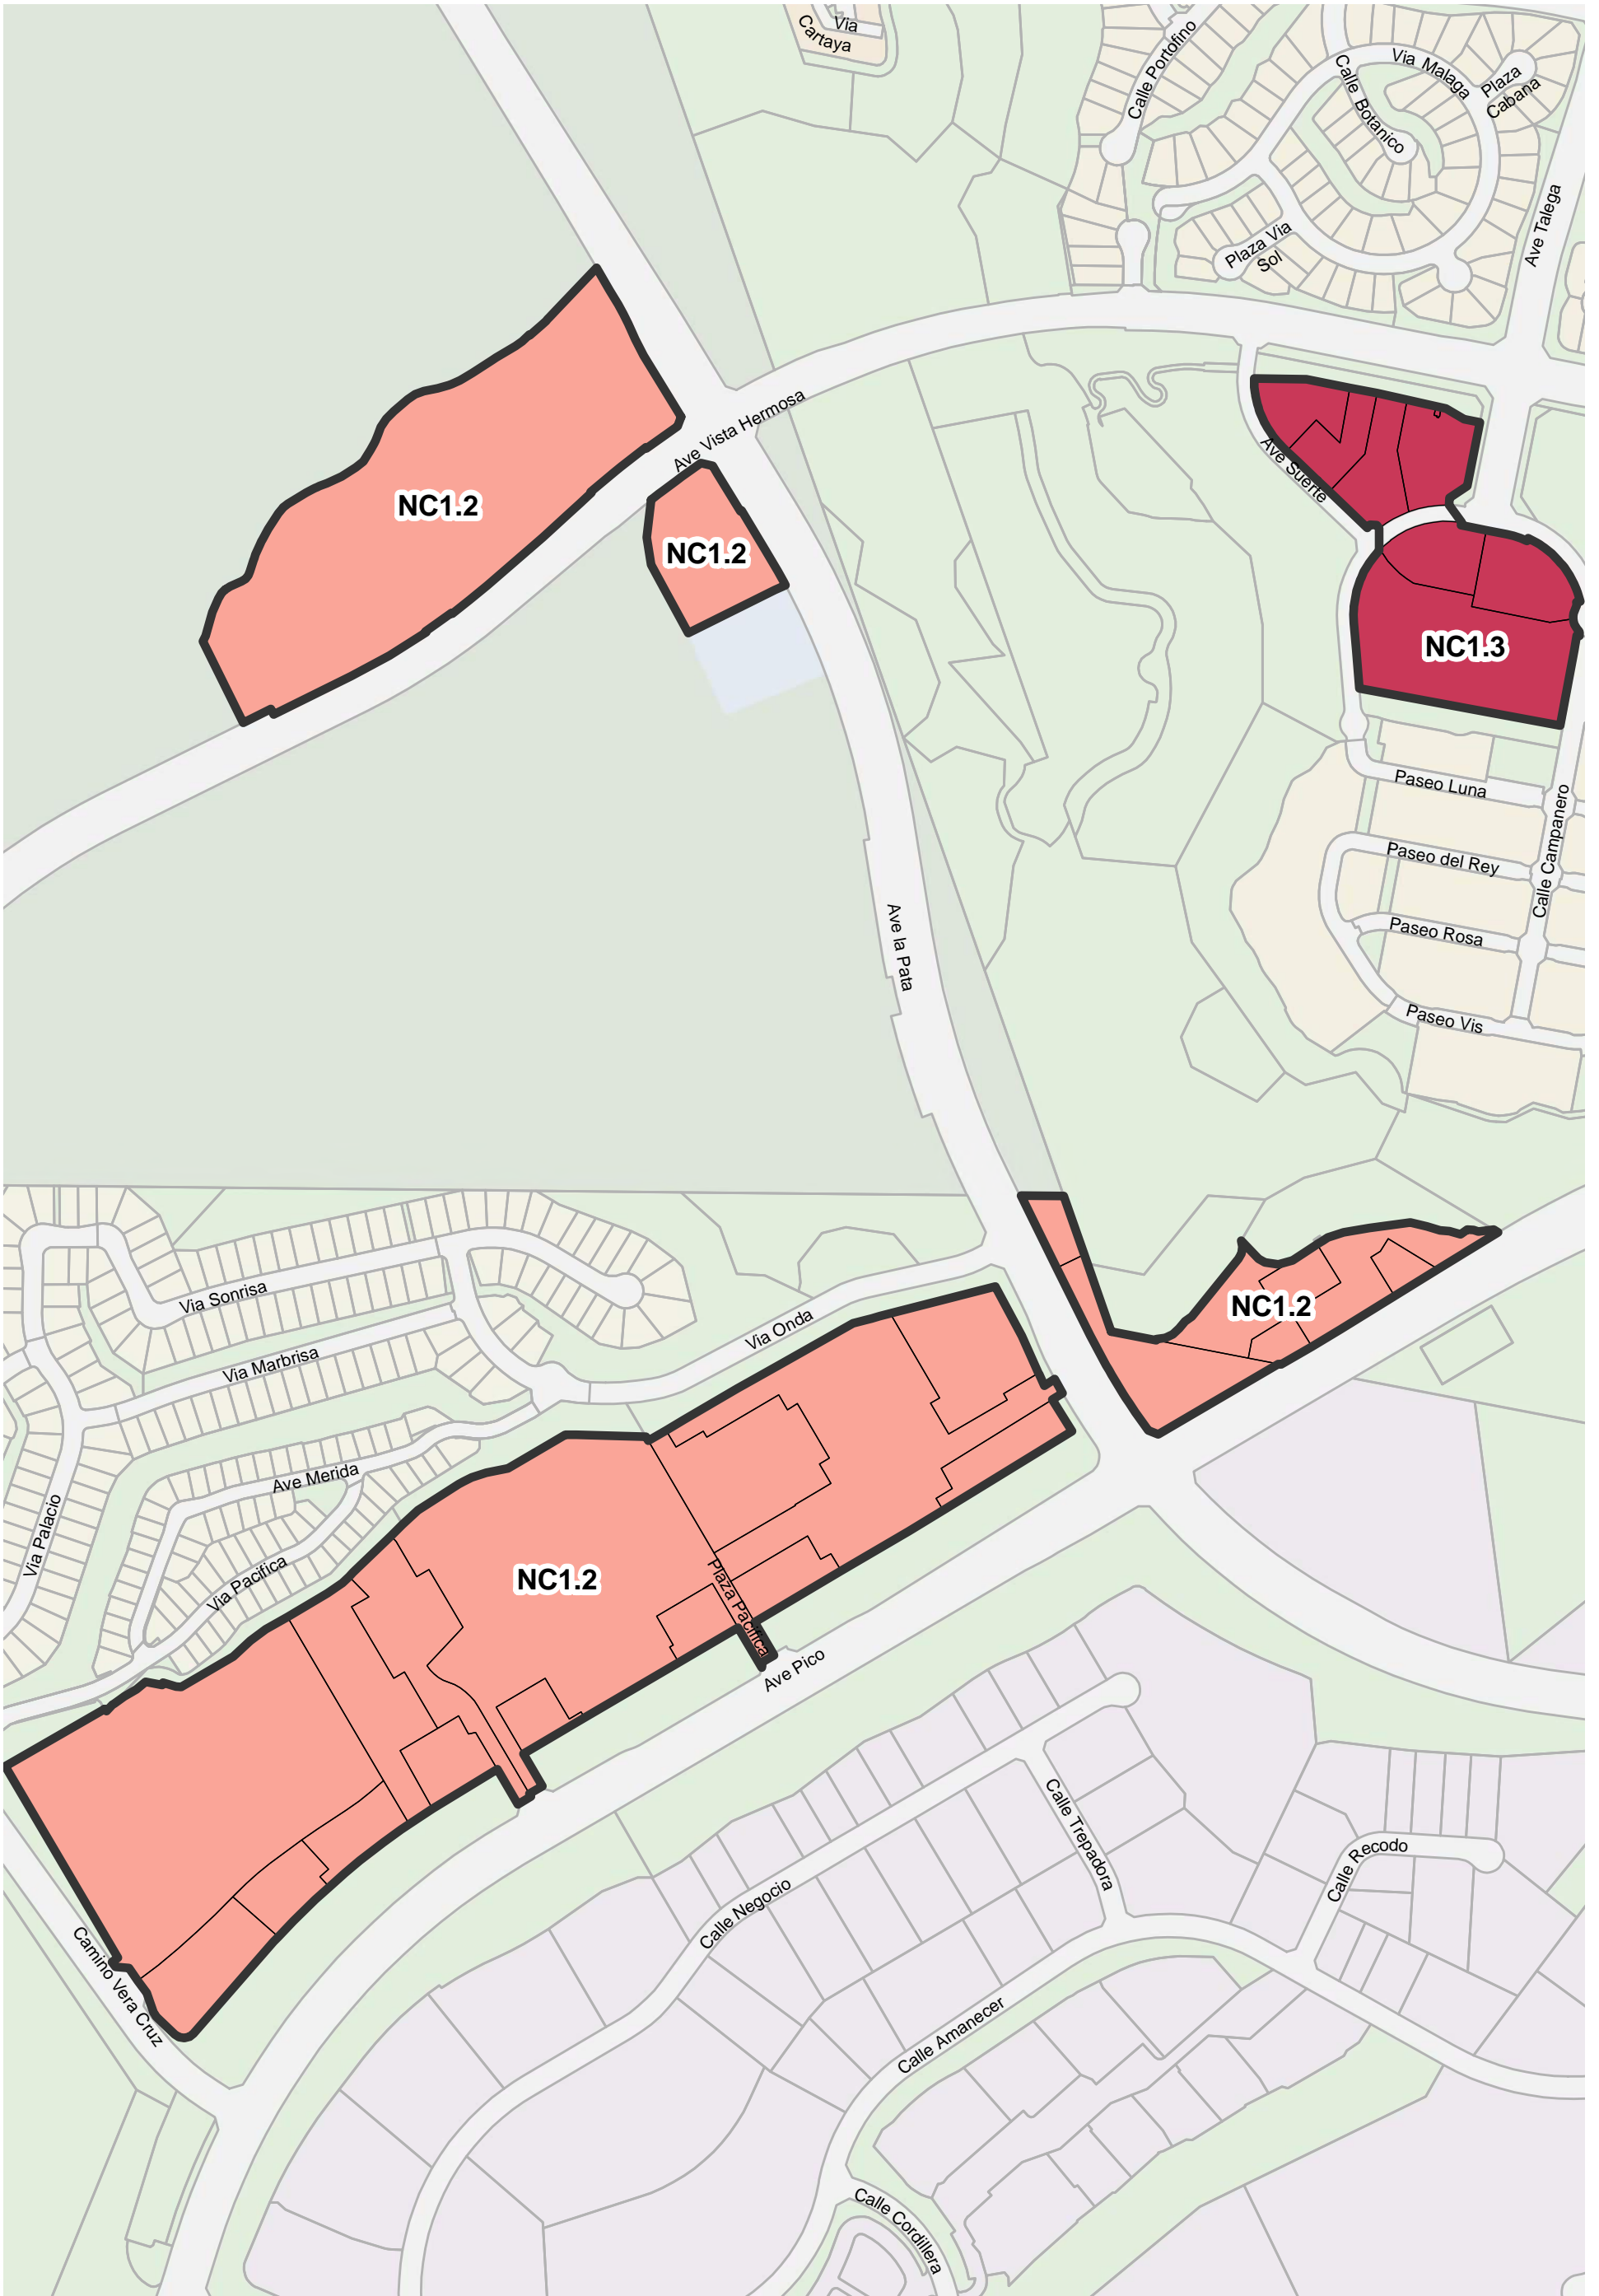 Via
Cartaya
Calle Portofino
Via Malaga
Plaza
Cabana
Calle Botanico
Ave Talega
Plaza Via
Sol
Ave Vista Hermosa
Ave Suerte
NC1.2
NC1.2
NC1.3
Paseo Luna
Calle Campanero
Paseo del Rey
Paseo Rosa
Ave la Pata
Paseo Vis
Via Sonrisa
NC1.2
Via Onda
Via Marbrisa
Ave Merida
Via Palacio
Via Pacifica
NC1.2
Plaza Pacifica
Ave Pico
Calle Trepadora
Calle Recodo
Calle Negocio
Camino Vera Cruz
Calle Amanecer
Calle Cordillera